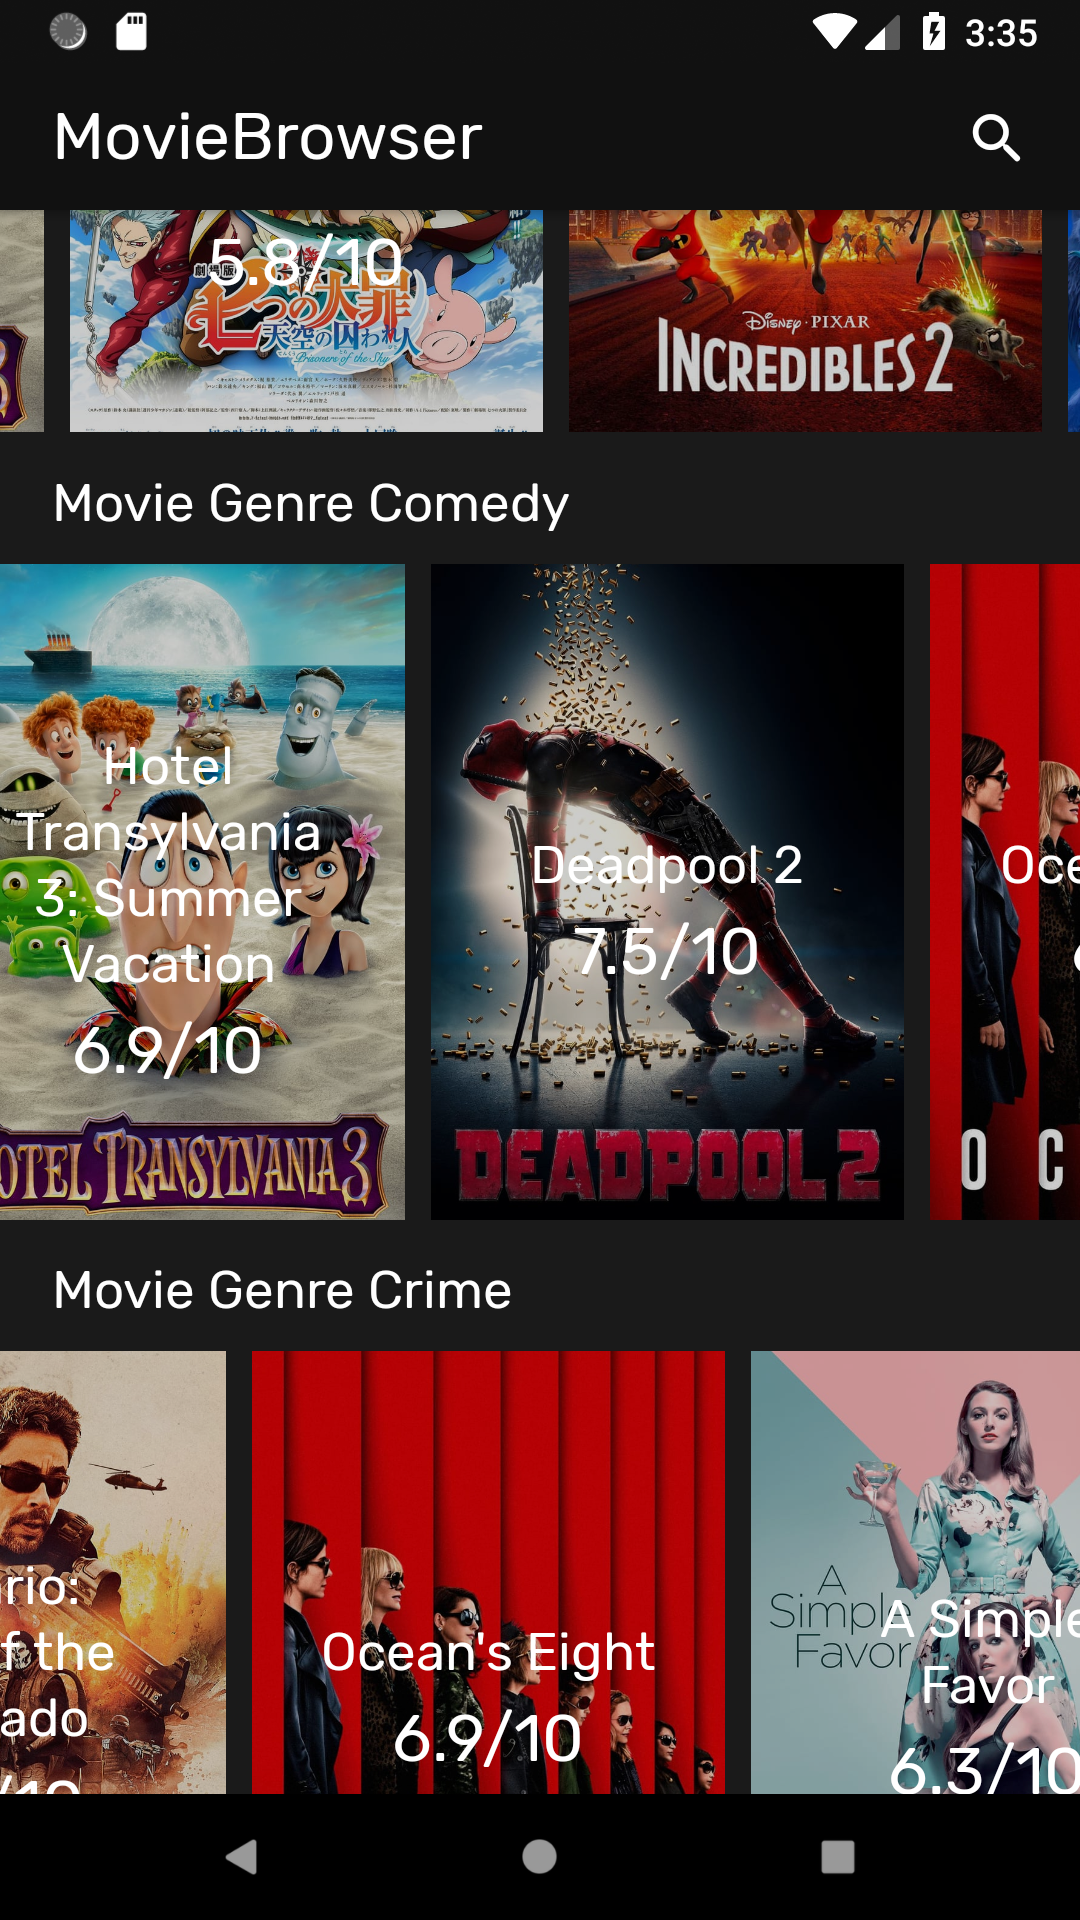 3:35
MovieBrowser
5.8/10
劇場版
七つの大罪
天空の囚われ人
Prisoners of the Sky
Disney · PIXAR
INCREDIBLES 2
Movie Genre Comedy
Hotel
Transylvania
3: Summer
Vacation
6.9/10
OTEL TRANSYLVANIA 3
Deadpool 2
7.5/10
DEADPOOL 2
Oce
O C
Movie Genre Crime
rio:
f the
ado
/10
Ocean's Eight
6.9/10
A
Simple
Favor
A Simple
Favor
6.3/10